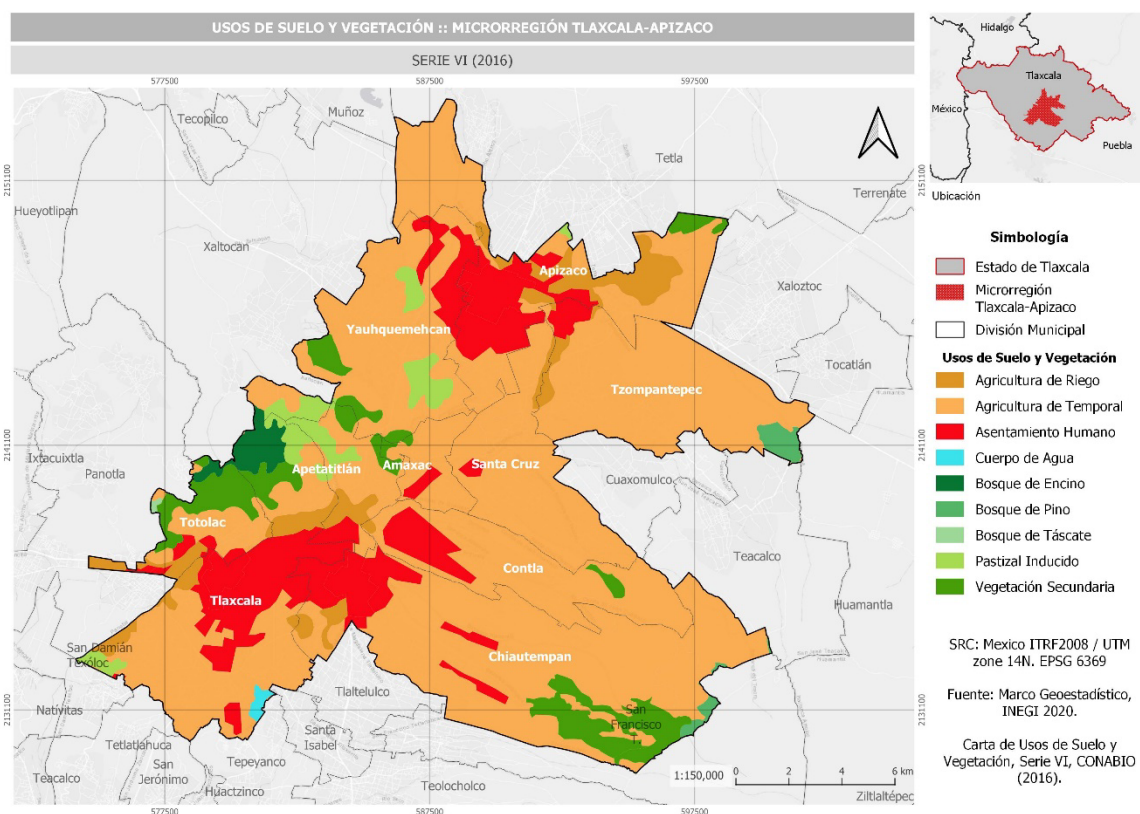 USOS DE SUELO Y VEGETACIÓN :: MICRORREGIÓN TLAXCALA-APIZACO
SERIE VI (2016)
577500
587500
597500
2151100
2141100
2131100
2151100
2141100
2131100
577500
587500
597500
Muñoz
Tecopilco
Tetla
Terrenate
Hueyotlipan
Xaltocan
Apizaco
Xaloztoc
Yauhquemehcan
Tocatlán
Tzompantepec
Ixtacuixtla
Panotla
Apetatitlán
Amaxac
Santa Cruz
Cuaxomulco
Totolac
Teacalco
Contla
Tlaxcala
Huamantla
San Damián
Texóloc
Chiautempan
Tlaltelulco
Nativitas
San
Francisco
T.
Santa
Isabel
Tetlatlahuca
Tepeyanco
San
Jerónimo
Teacalco
Huactzinco
Teolocholco
Ziltlaltépec
1:150,000
0 2 4 6 km
Hidalgo
Tlaxcala
México
Puebla
Ubicación
Simbología
Estado de Tlaxcala
Microrregión
Tlaxcala-Apizaco
División Municipal
Usos de Suelo y Vegetación
Agricultura de Riego
Agricultura de Temporal
Asentamiento Humano
Cuerpo de Agua
Bosque de Encino
Bosque de Pino
Bosque de Táscate
Pastizal Inducido
Vegetación Secundaria
SRC: Mexico ITRF2008 / UTM
zone 14N. EPSG 6369
Fuente: Marco Geoestadístico,
INEGI 2020.
Carta de Usos de Suelo y
Vegetación, Serie VI, CONABIO
(2016).